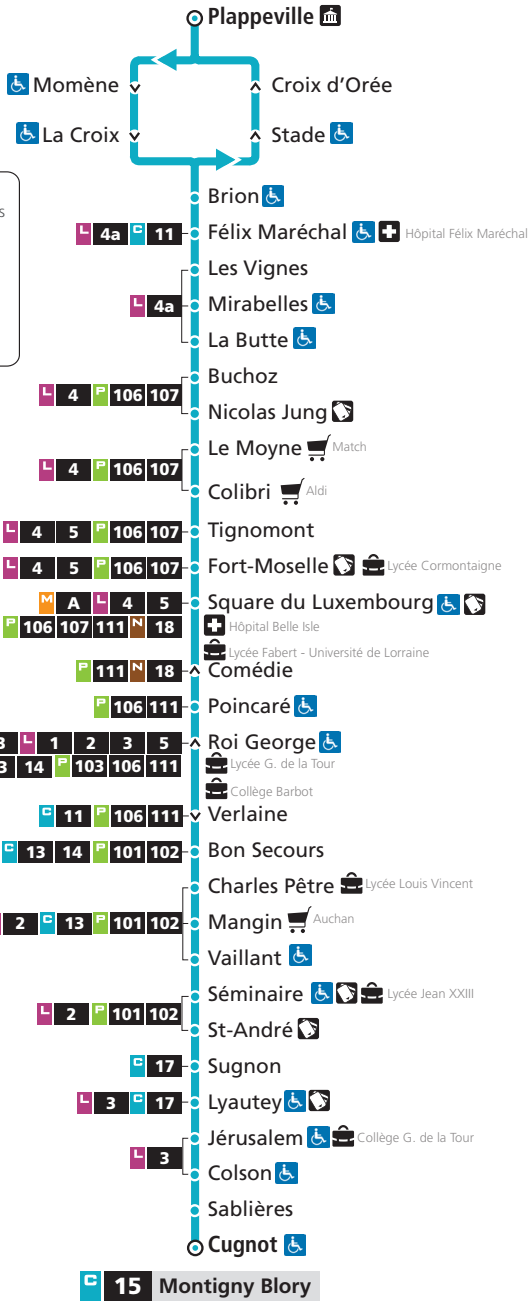 Plappeville
Momène Croix d'Orée
La Croix Stade
s
Brion
L 4a C 11 Félix Maréchal Hôpital Félix Maréchal
Les Vignes
L 4a Mirabelles
La Butte
Buchoz
L 4 P 106 107
Nicolas Jung
Le Moyne Match
L 4 P 106 107
Colibri Aldi
L 4 5 P 106 107 Tignomont
L 4 5 P 106 107 Fort-Moselle Lycée Cormontaigne
M A L 4 5 Square du Luxembourg
P 106 107 111 N 18 Hôpital Belle Isle
Lycée Fabert - Université de Lorraine
P 111 N 18 Comédie
P 106 111 Poincaré
L 1 2 3 5 Roi George
14 P 103 106 111 Lycée G. de la Tour
Collège Barbot
C 11 P 106 111 Verlaine
C 13 14 P 101 102 Bon Secours
Charles Pêtre Lycée Louis Vincent
2 C 13 P 101 102 Mangin Auchan
Vaillant
Séminaire Lycée Jean XXIII
L 2 P 101 102
St-André
C 17 Sugnon
L 3 C 17 Lyautey
Jérusalem Collège G. de la Tour
L 3
Colson
Sablières
Cugnot
C 15 Montigny Blory